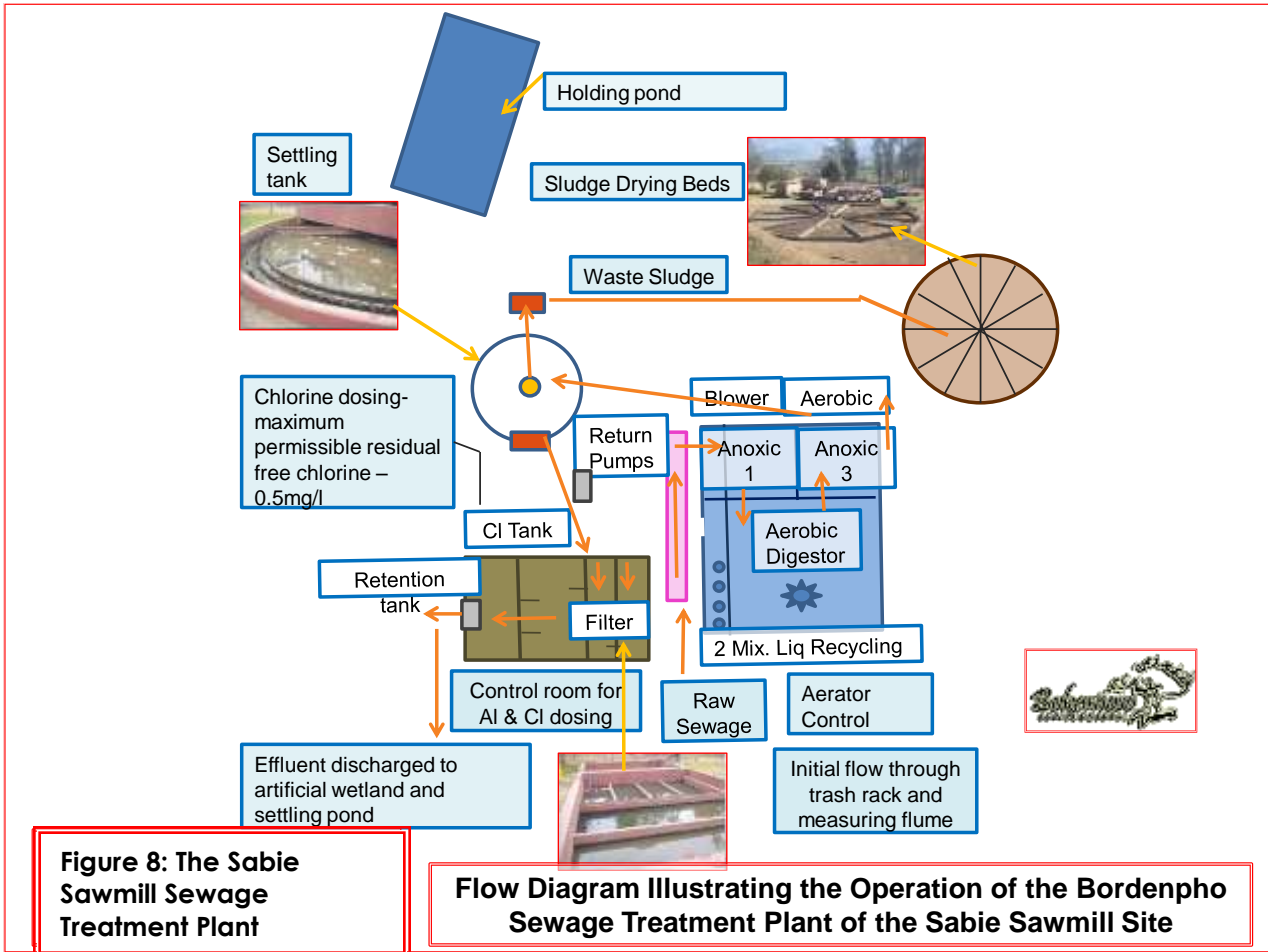 Holding pond
Settling
tank
Sludge Drying Beds
Waste Sludge
Chlorine dosing-
maximum
permissible residual
free chlorine –
0.5mg/l
Blower
Aerobic
Return
Pumps
Anoxic
1
Anoxic
3
Cl Tank
Aerobic
Digestor
Retention
tank
Filter
2 Mix. Liq Recycling
Control room for
Al & Cl dosing
Raw
Sewage
Aerator
Control
Effluent discharged to
artificial wetland and
settling pond
Initial flow through
trash rack and
measuring flume
Figure 8: The Sabie
Sawmill Sewage
Treatment Plant
Flow Diagram Illustrating the Operation of the Bordenpho
Sewage Treatment Plant of the Sabie Sawmill Site